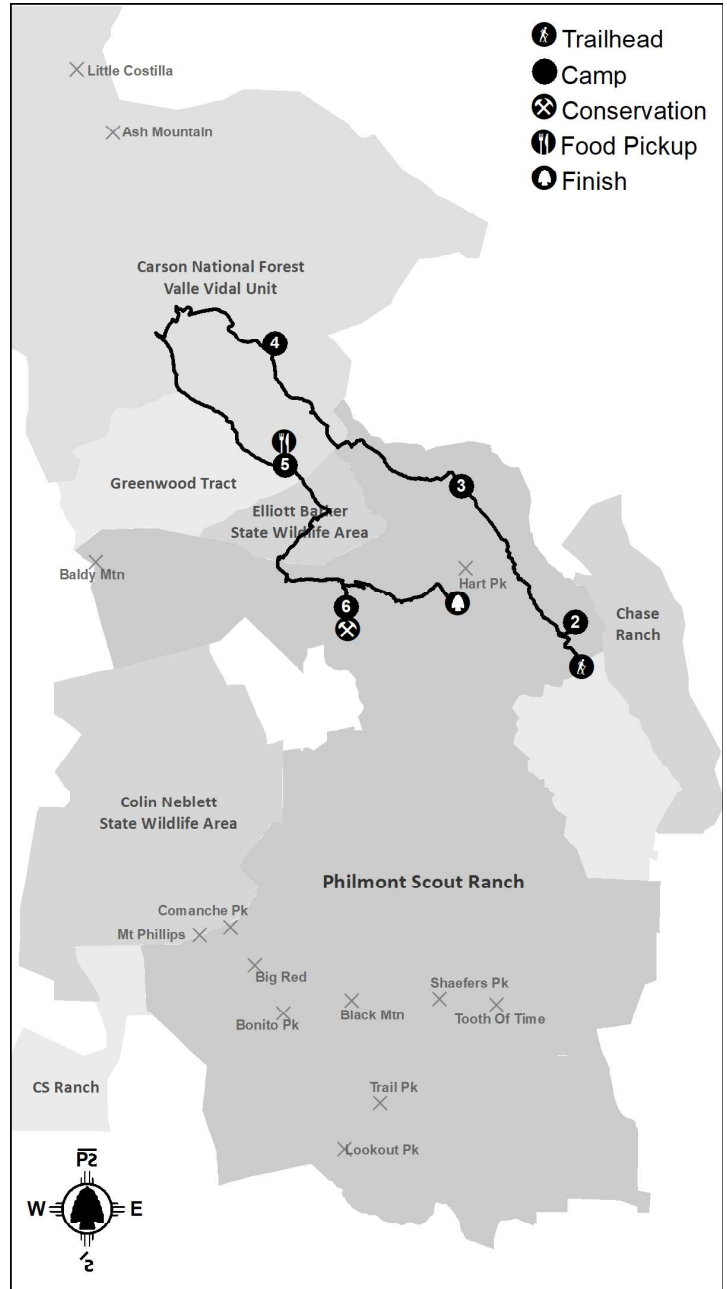 Trailhead
Camp
Conservation
Food Pickup
Finish
Little Costilla
Ash Mountain
Carson National Forest
Valle Vidal Unit
4
5
Greenwood Tract
3
Elliott Barker
State Wildlife Area
Baldy Mtn
Hart Pk
6
2
Chase
Ranch
Colin Neblett
State Wildlife Area
Philmont Scout Ranch
Comanche Pk
Mt Phillips
Big Red
Bonito Pk
Black Mtn
Shaefers Pk
Tooth Of Time
CS Ranch
Trail Pk
Lookout Pk
W
E